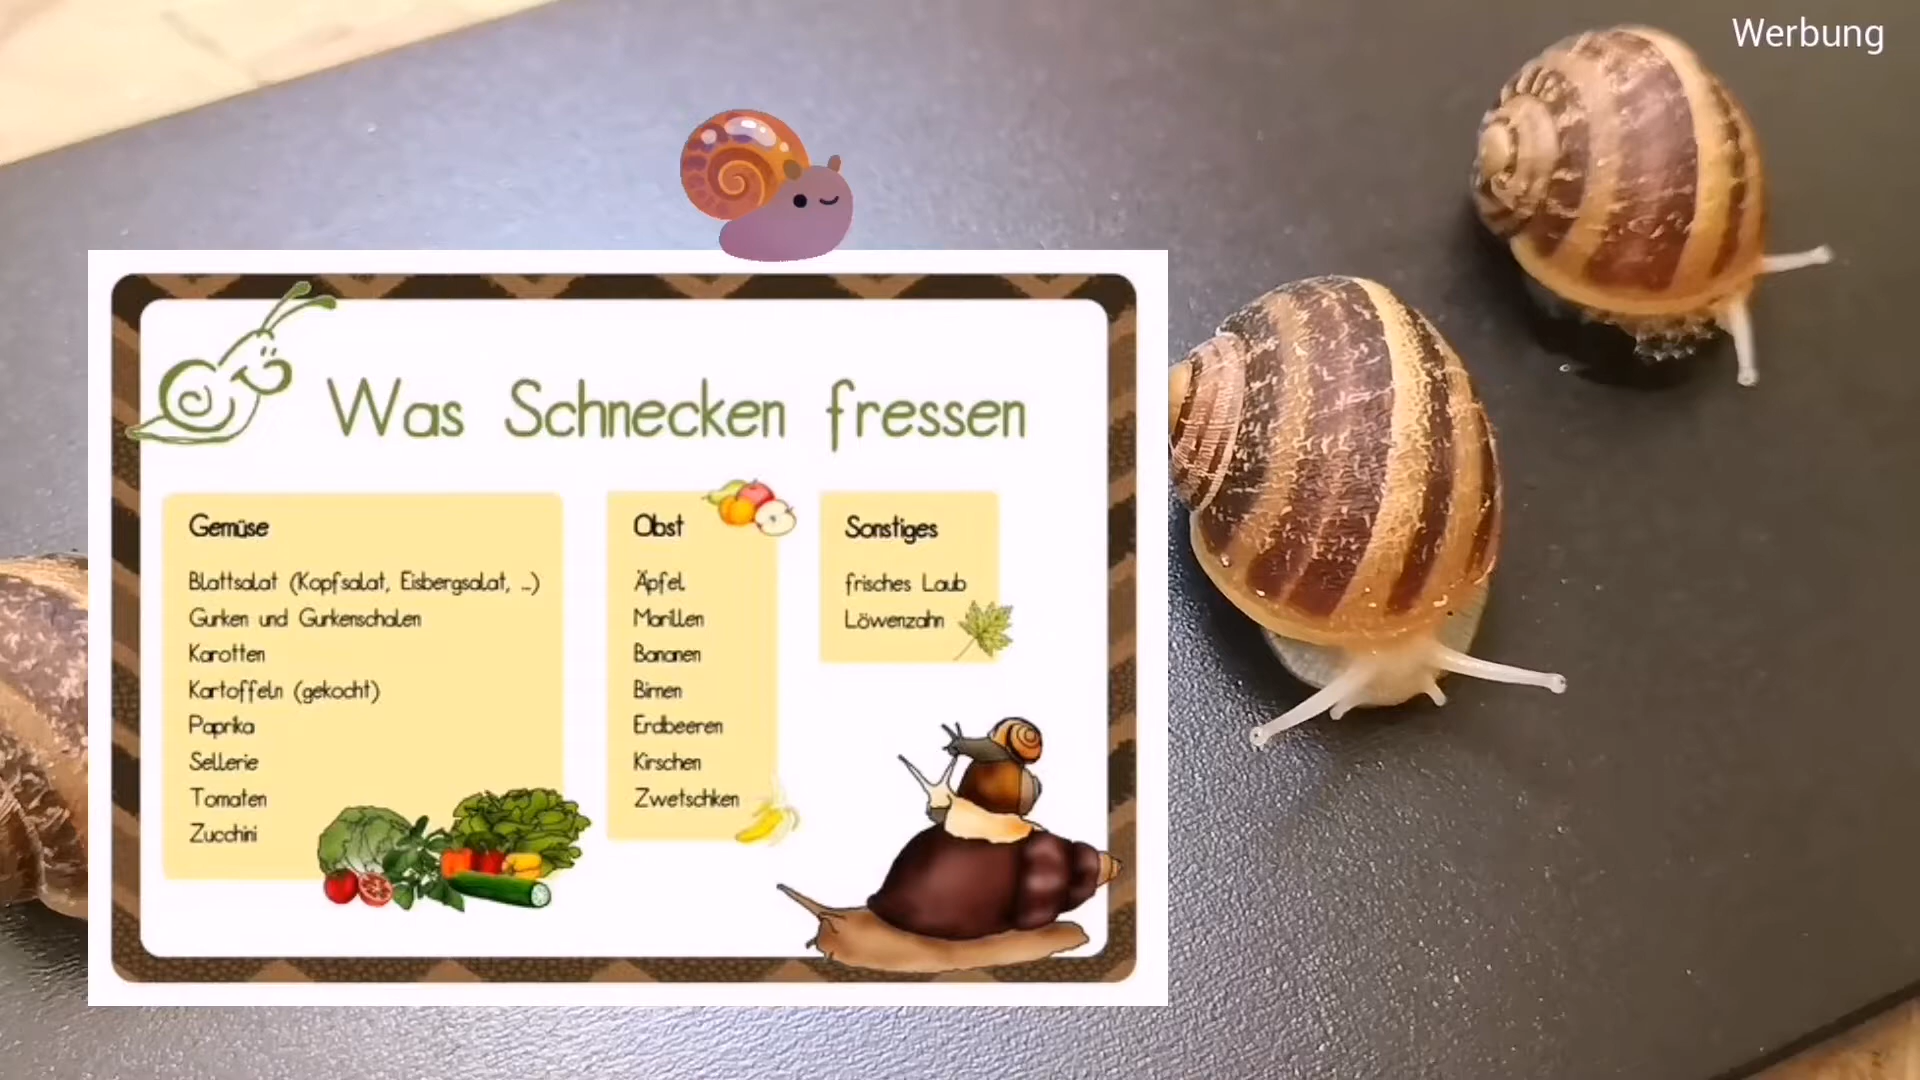 Werbung
Was Schnecken fressen
Gemüse
Blattsalat (Kopfsalat, Eisbergsalat, ...)
Gurken und Gurkenschalen
Karotten
Kartoffeln (gekocht)
Paprika
Sellerie
Tomaten
Zucchini
Obst
Äpfel
Marillen
Bananen
Birnen
Erdbeeren
Kirschen
Zwetschken
Sonstiges
frisches Laub
Löwenzahn